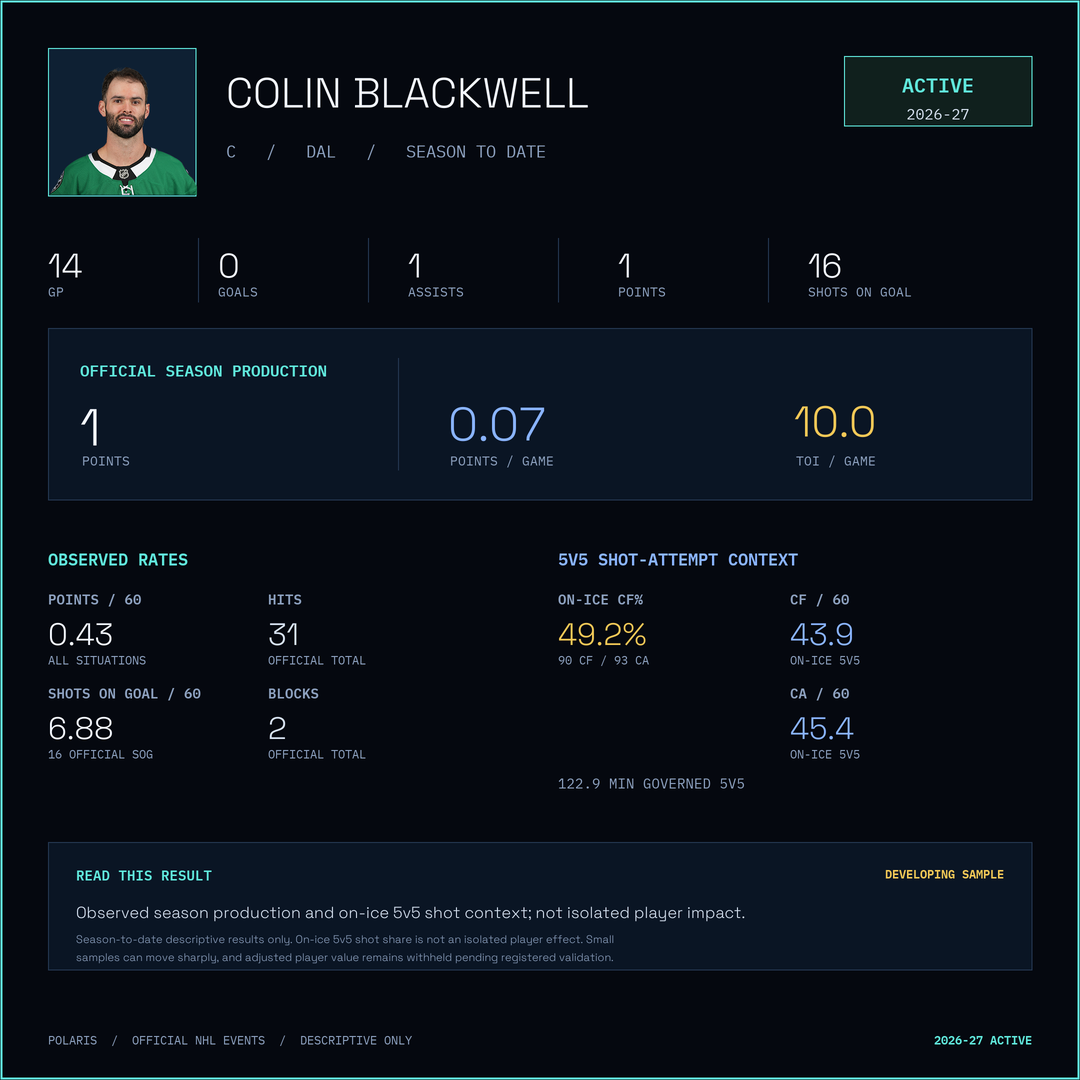 COLIN BLACKWELL
C / DAL / SEASON TO DATE
ACTIVE
2026-27
14
GP
0
GOALS
1
ASSISTS
1
POINTS
16
SHOTS ON GOAL
OFFICIAL SEASON PRODUCTION
1
POINTS
0.07
POINTS / GAME
10.0
TOI / GAME
OBSERVED RATES
POINTS / 60
0.43
ALL SITUATIONS
HITS
31
OFFICIAL TOTAL
SHOTS ON GOAL / 60
6.88
16 OFFICIAL SOG
BLOCKS
2
OFFICIAL TOTAL
5V5 SHOT-ATTEMPT CONTEXT
ON-ICE CF%
49.2%
90 CF / 93 CA
CF / 60
43.9
ON-ICE 5V5
CA / 60
45.4
ON-ICE 5V5
122.9 MIN GOVERNED 5V5
READ THIS RESULT
DEVELOPING SAMPLE
Observed season production and on-ice 5v5 shot context; not isolated player impact.
Season-to-date descriptive results only. On-ice 5v5 shot share is not an isolated player effect. Small
samples can move sharply, and adjusted player value remains withheld pending registered validation.
POLARIS / OFFICIAL NHL EVENTS / DESCRIPTIVE ONLY
2026-27 ACTIVE